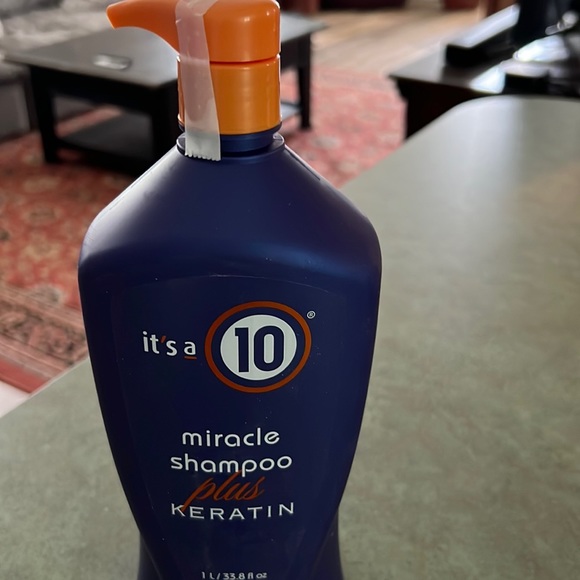 it's a 10®
miracle
shampoo
plus
KERATIN
1 L/33.8 fl oz